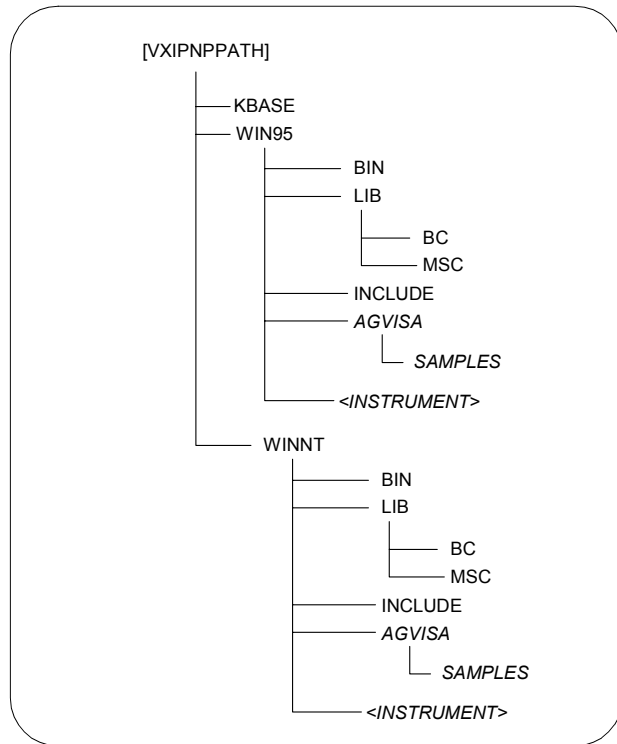 [VXIPNPPATH]
KBASE
WIN95
BIN
LIB
BC
MSC
INCLUDE
AGVISA
SAMPLES
<INSTRUMENT>
WINNT
BIN
LIB
BC
MSC
INCLUDE
AGVISA
SAMPLES
<INSTRUMENT>